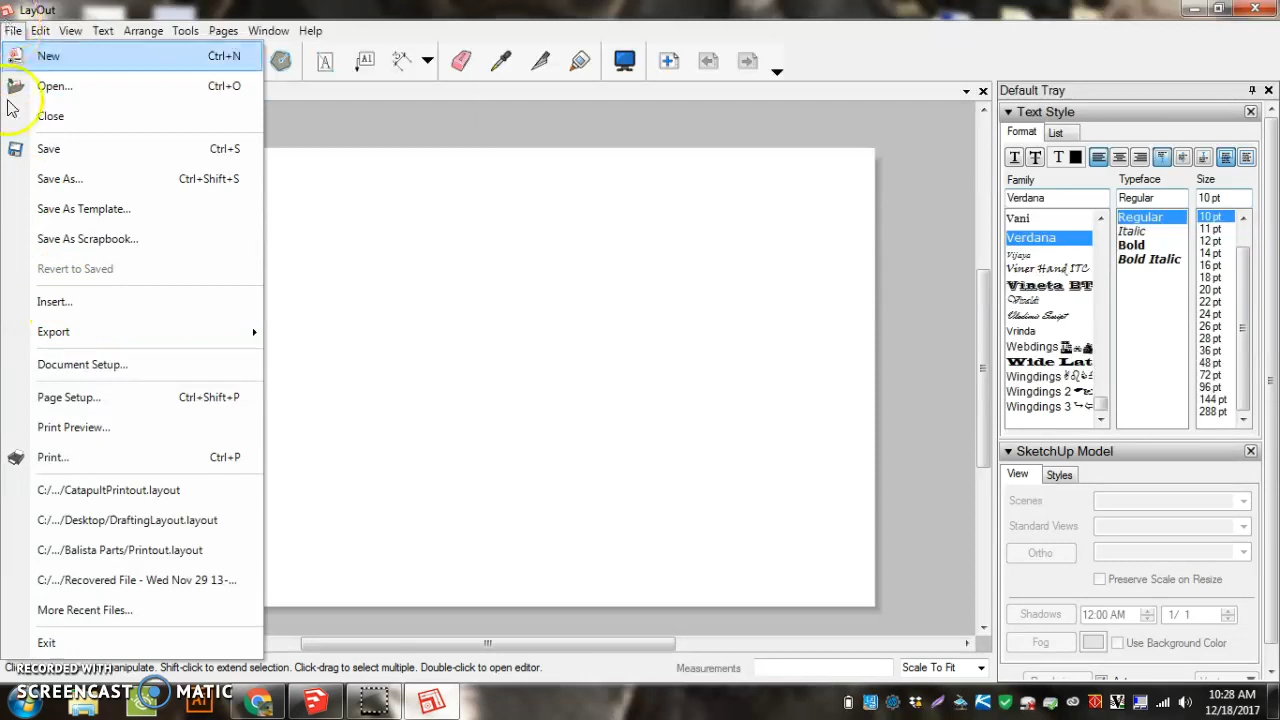 LayOut
File Edit View Text Arrange Tools Pages Window Help
New Ctrl+N
Open... Ctrl+O
Close
Save Ctrl+S
Save As... Ctrl+Shift+S
Save As Template...
Save As Scrapbook...
Revert to Saved
Insert...
Export
Document Setup...
Page Setup... Ctrl+Shift+P
Print Preview...
Print... Ctrl+P
C:/.../CatapultPrintout.layout
C:/.../Desktop/DraftingLayout.layout
C:/.../Balista Parts/Printout.layout
C:/.../Recovered File - Wed Nov 29 13-...
More Recent Files...
Exit
Default Tray
Text Style
Format List
Family Typeface Size
Verdana Regular 10 pt
Vani
Verdana
Vijaya
Viner Hand ITC
Vineta BT
Vivaldi
Vladimir Script
Vrinda
Webdings
Wide Lat
Wingdings
Wingdings 2
Wingdings 3
Regular
Italic
Bold
Bold Italic
10 pt
11 pt
12 pt
14 pt
16 pt
18 pt
20 pt
22 pt
24 pt
26 pt
28 pt
36 pt
48 pt
72 pt
96 pt
144 pt
288 pt
SketchUp Model
View Styles
Scenes
Standard Views
Ortho
Preserve Scale on Resize
Shadows 12:00 AM 1/ 1
Fog Use Background Color
manipulate. Shift-click to extend selection. Click-drag to select multiple. Double-click to open editor.
Measurements Scale To Fit
RECORDED WITH
SCREENCAST MATIC
10:28 AM
12/18/2017